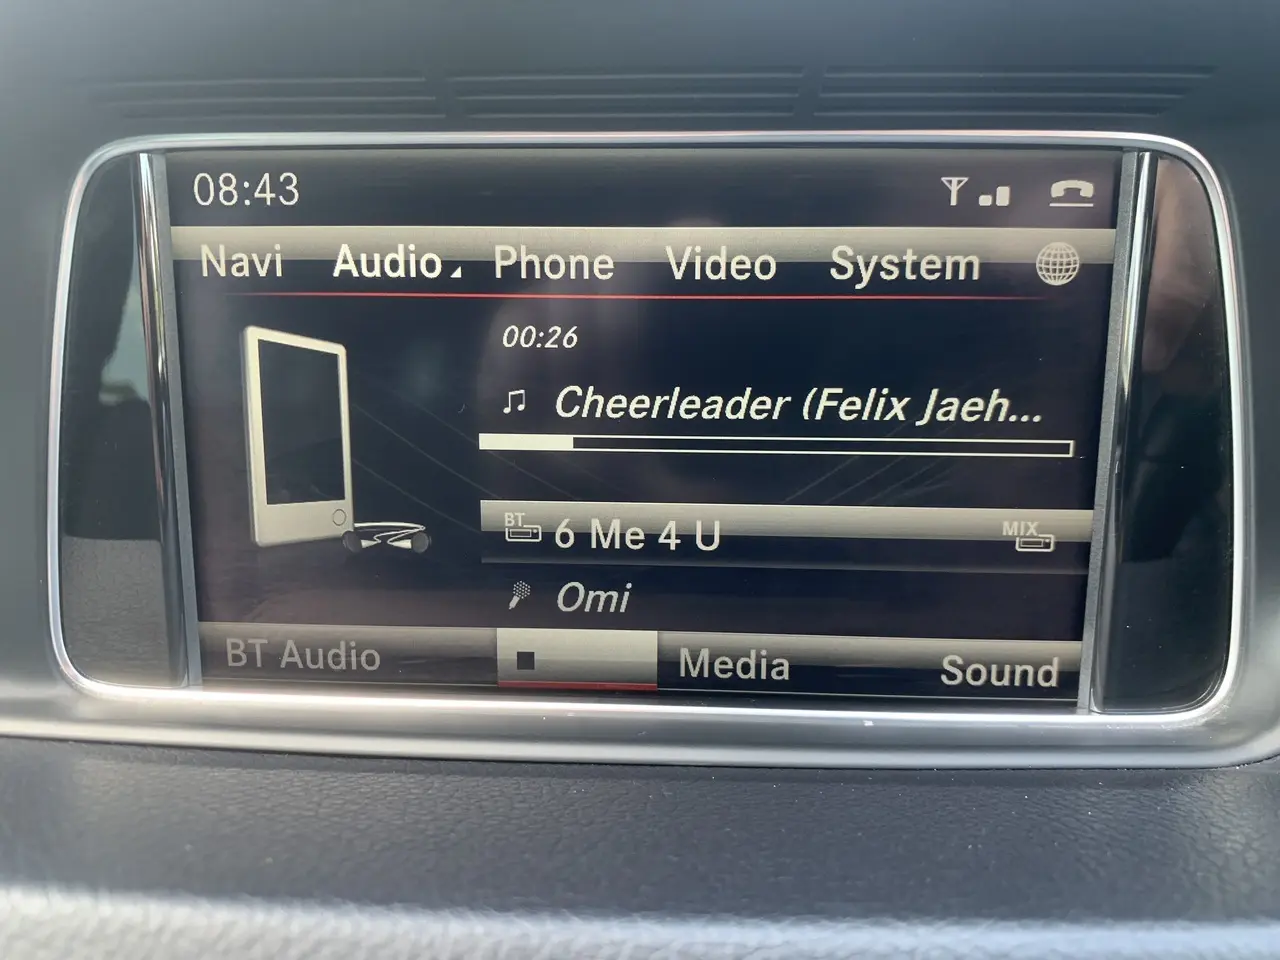 08:43
Navi Audio Phone Video System
00:26
Cheerleader (Felix Jaeh...
BT 6 Me 4 U MIX
Omi
BT Audio Media Sound